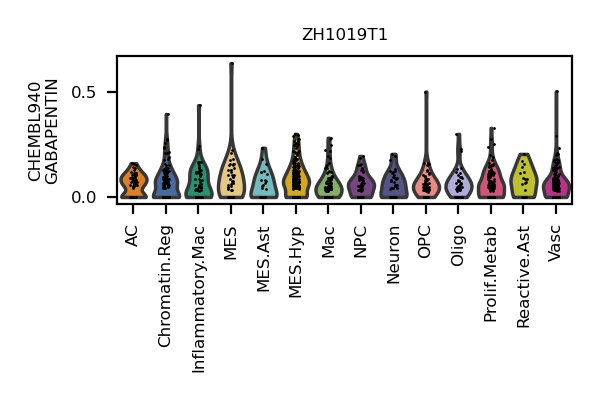 ZH1019T1
CHEMBL940
GABAPENTIN
0.5
0.0
AC
Chromatin.Reg
Inflammatory.Mac
MES
MES.Ast
MES.Hyp
Mac
NPC
Neuron
OPC
Oligo
Prolif.Metab
Reactive.Ast
Vasc